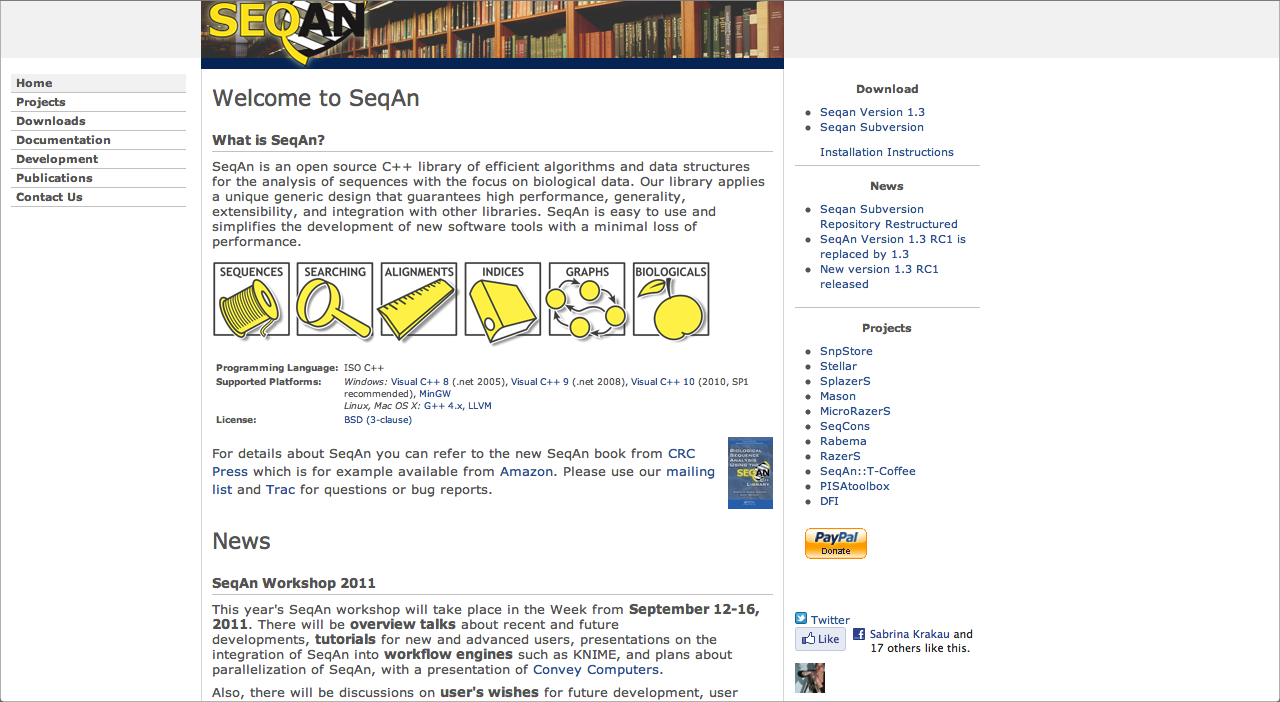 SEQAN
Home
Projects
Downloads
Documentation
Development
Publications
Contact Us
Welcome to SeqAn
What is SeqAn?
SeqAn is an open source C++ library of efficient algorithms and data structures
for the analysis of sequences with the focus on biological data. Our library applies
a unique generic design that guarantees high performance, generality,
extensibility, and integration with other libraries. SeqAn is easy to use and
simplifies the development of new software tools with a minimal loss of
performance.
SEQUENCES SEARCHING ALIGNMENTS INDICES GRAPHS BIOLOGICALS
Programming Language: ISO C++
Supported Platforms: Windows: Visual C++ 8 (.net 2005), Visual C++ 9 (.net 2008), Visual C++ 10 (2010, SP1
recommended), MinGW
Linux, Mac OS X: G++ 4.x, LLVM
License: BSD (3-clause)
For details about SeqAn you can refer to the new SeqAn book from CRC
Press which is for example available from Amazon. Please use our mailing
list and Trac for questions or bug reports.
BIOLOGICAL
SEQUENCE
ANALYSIS
USING THE
SEQAN
C++
LIBRARY
News
SeqAn Workshop 2011
This year's SeqAn workshop will take place in the Week from September 12-16,
2011. There will be overview talks about recent and future
developments, tutorials for new and advanced users, presentations on the
integration of SeqAn into workflow engines such as KNIME, and plans about
parallelization of SeqAn, with a presentation of Convey Computers.
Also, there will be discussions on user's wishes for future development, user
Download
Seqan Version 1.3
Seqan Subversion
Installation Instructions
News
Seqan Subversion
Repository Restructured
SeqAn Version 1.3 RC1 is
replaced by 1.3
New version 1.3 RC1
released
Projects
SnpStore
Stellar
SplazerS
Mason
MicroRazerS
SeqCons
Rabema
RazerS
SeqAn::T-Coffee
PISAtoolbox
DFI
PayPal
Donate
Twitter
Like
Sabrina Krakau and
17 others like this.